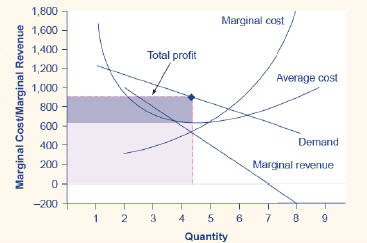 1,800
1,600
1,400
1,200
1,000
800
600
400
200
0
−200
Marginal Cost/Marginal Revenue
Marginal cost
Total profit
Average cost
Demand
Marginal revenue
1 2 3 4 5 6 7 8 9
Quantity